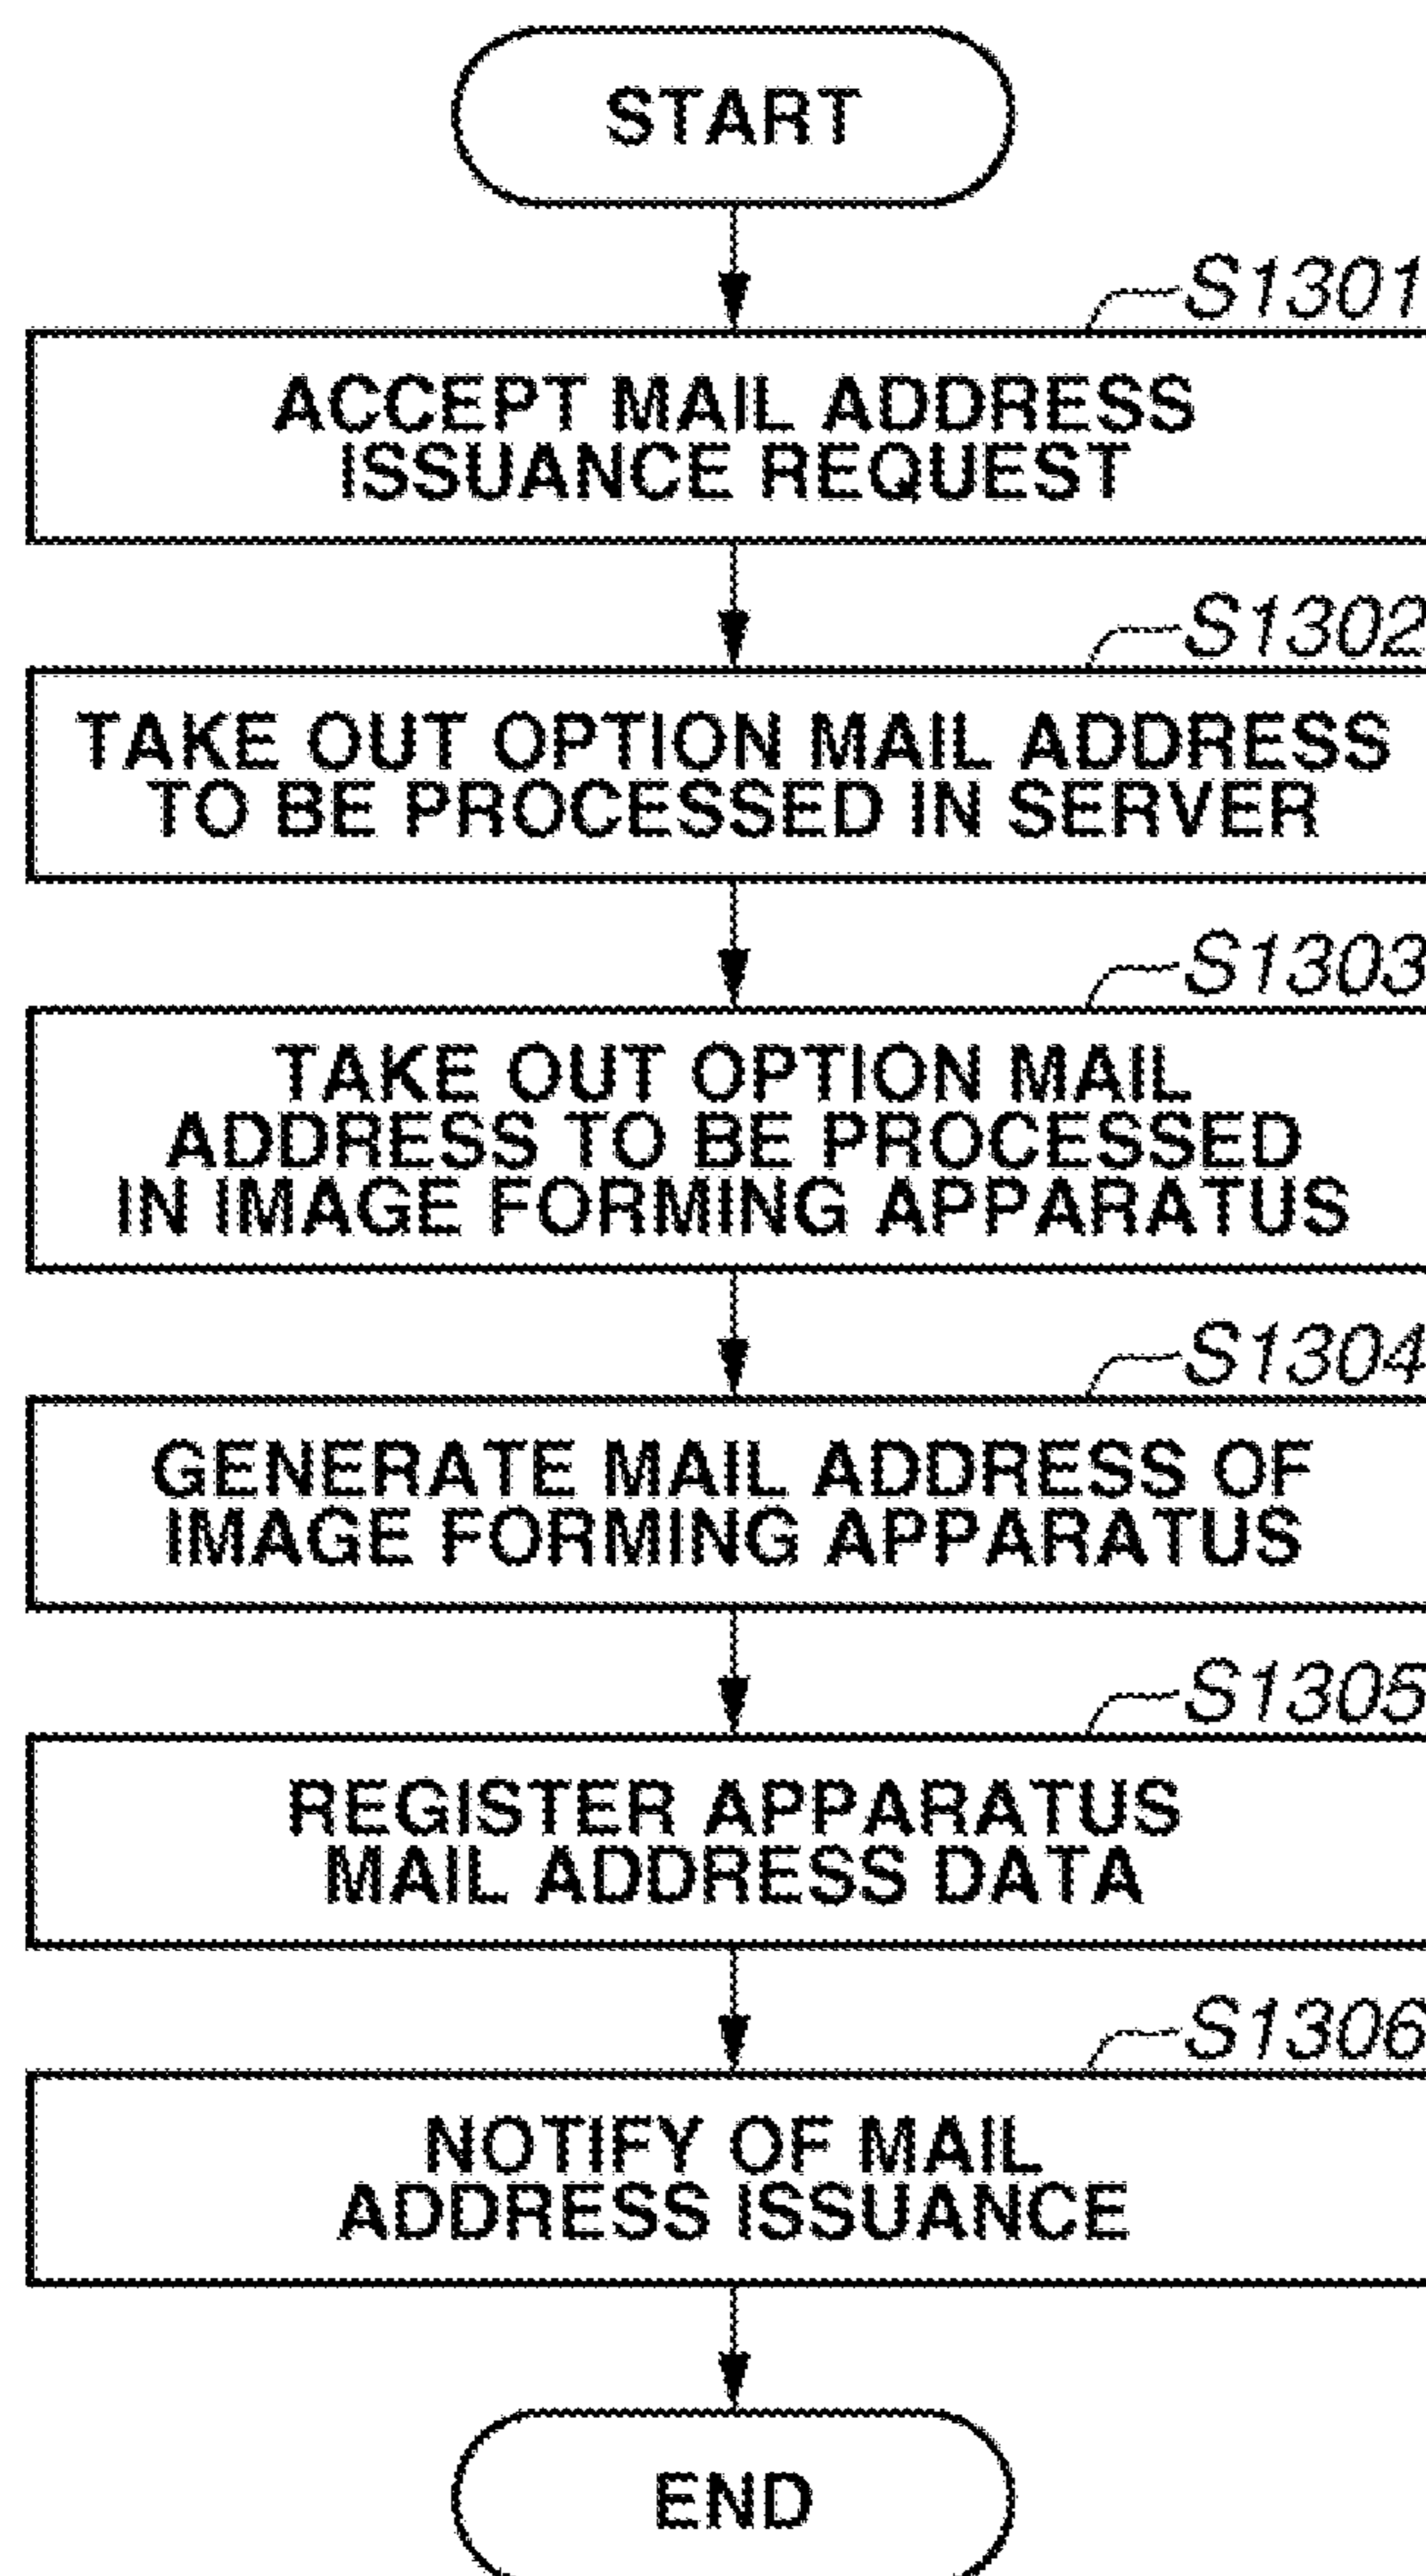 START
S1301
ACCEPT MAIL ADDRESS
ISSUANCE REQUEST
S1302
TAKE OUT OPTION MAIL ADDRESS
TO BE PROCESSED IN SERVER
S1303
TAKE OUT OPTION MAIL
ADDRESS TO BE PROCESSED
IN IMAGE FORMING APPARATUS
S1304
GENERATE MAIL ADDRESS OF
IMAGE FORMING APPARATUS
S1305
REGISTER APPARATUS
MAIL ADDRESS DATA
S1306
NOTIFY OF MAIL
ADDRESS ISSUANCE
END